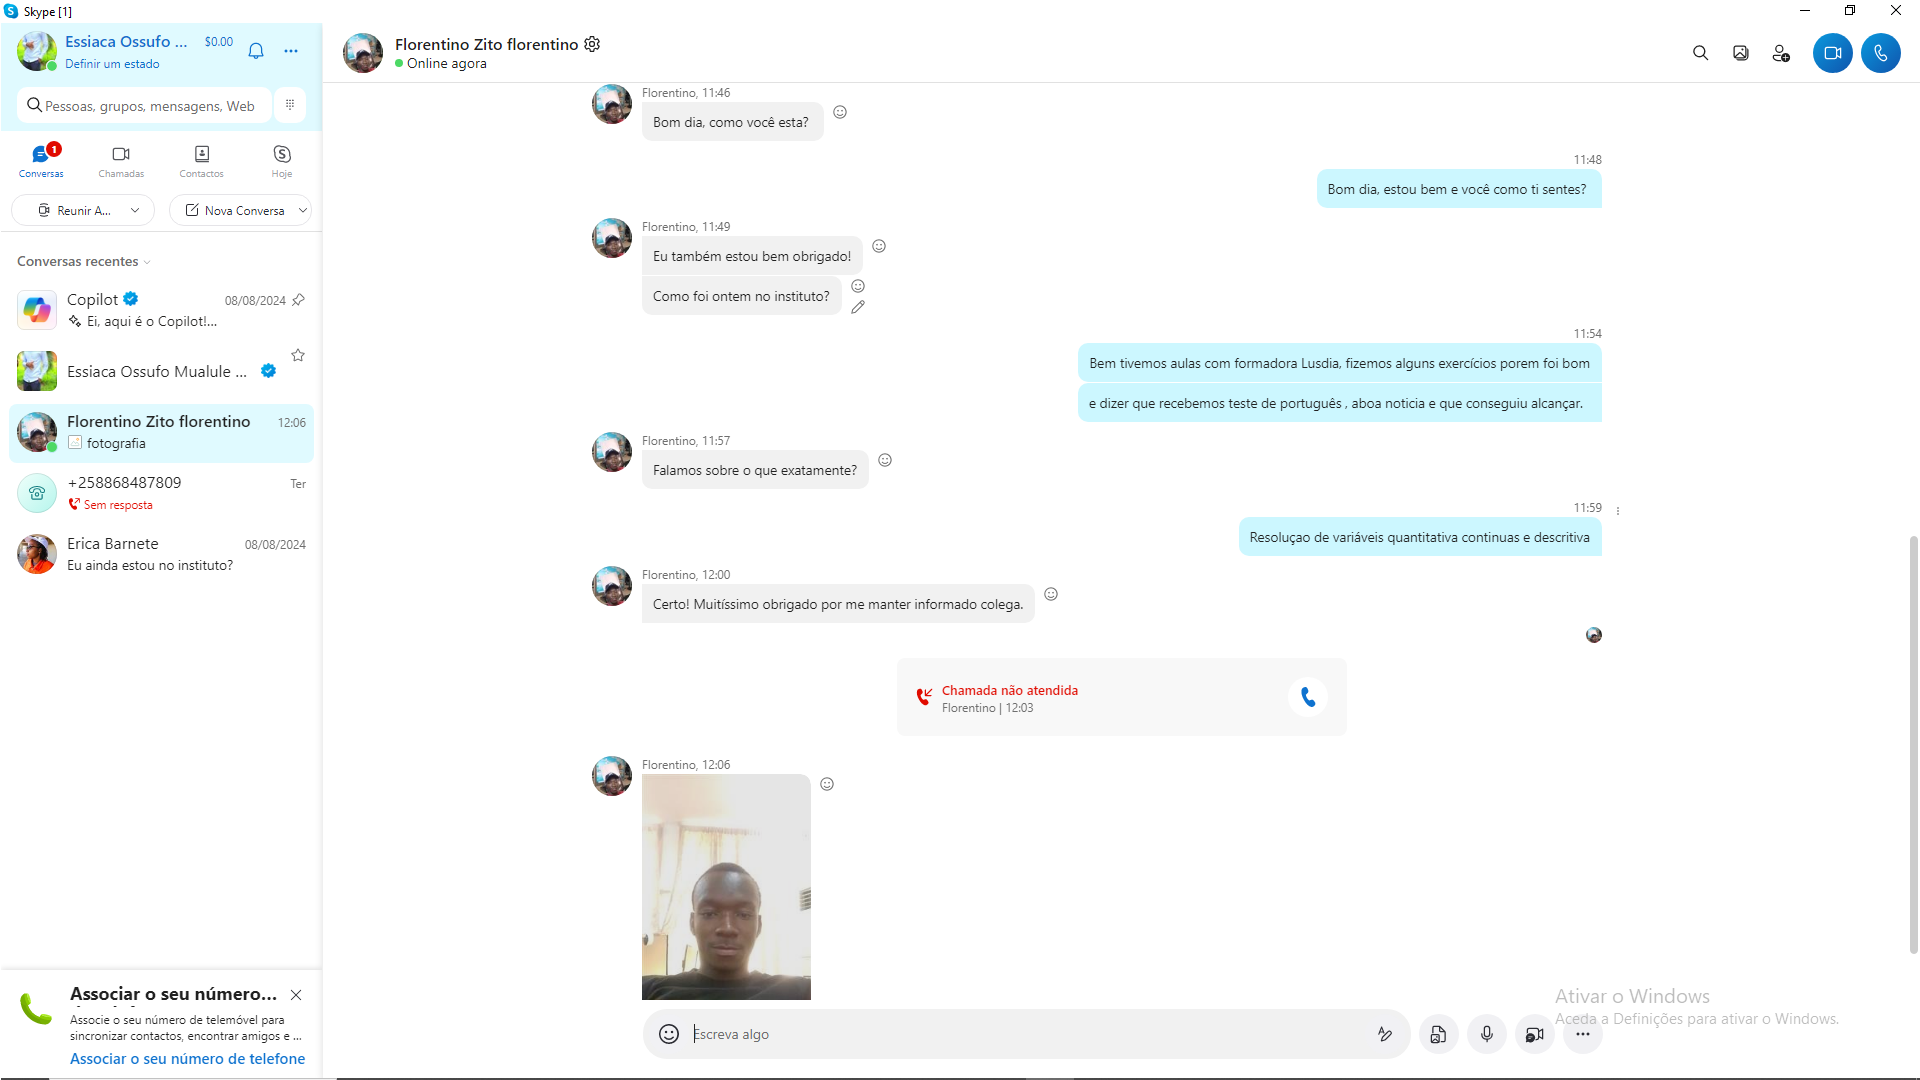 Skype [1]
Essiaca Ossufo ...
$0.00
Definir um estado
Pessoas, grupos, mensagens, Web
1
Conversas
Chamadas
Contactos
Hoje
Reunir A...
Nova Conversa
Conversas recentes
Copilot
08/08/2024
Ei, aqui é o Copilot!...
Essiaca Ossufo Mualule ...
Florentino Zito florentino
12:06
fotografia
+258868487809
Ter
Sem resposta
Erica Barnete
08/08/2024
Eu ainda estou no instituto?
Associar o seu número...
Associe o seu número de telemóvel para
sincronizar contactos, encontrar amigos e ...
Associar o seu número de telefone
Florentino Zito florentino
Online agora
Florentino, 11:46
Bom dia, como você esta?
11:48
Bom dia, estou bem e você como ti sentes?
Florentino, 11:49
Eu também estou bem obrigado!
Como foi ontem no instituto?
11:54
Bem tivemos aulas com formadora Lusdia, fizemos alguns exercícios porem foi bom
e dizer que recebemos teste de português , aboa noticia e que conseguiu alcançar.
Florentino, 11:57
Falamos sobre o que exatamente?
11:59
Resoluçao de variáveis quantitativa continuas e descritiva
Florentino, 12:00
Certo! Muitíssimo obrigado por me manter informado colega.
Chamada não atendida
Florentino | 12:03
Florentino, 12:06
Escreva algo
Ativar o Windows
Aceda a Definições para ativar o Windows.